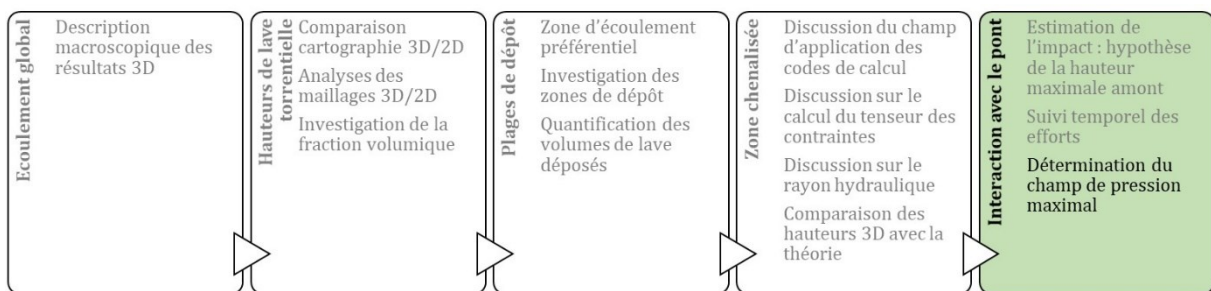 Ecoulement global
Description
macroscopique des
résultats 3D
Hauteurs de lave
torrentielle
Comparaison
cartographie 3D/2D
Analyses des
maillages 3D/2D
Investigation de la
fraction volumique
Plages de dépôt
Zone d’écoulement
préférentiel
Investigation des
zones de dépôt
Quantification des
volumes de lave
déposés
Zone chenalisée
Discussion du champ
d’application des
codes de calcul
Discussion sur le
calcul du tenseur des
contraintes
Discussion sur le
rayon hydraulique
Comparaison des
hauteurs 3D avec la
théorie
Interaction avec le pont
Estimation de
l’impact : hypothèse
de la hauteur
maximale amont
Suivi temporel des
efforts
Détermination du
champ de pression
maximal